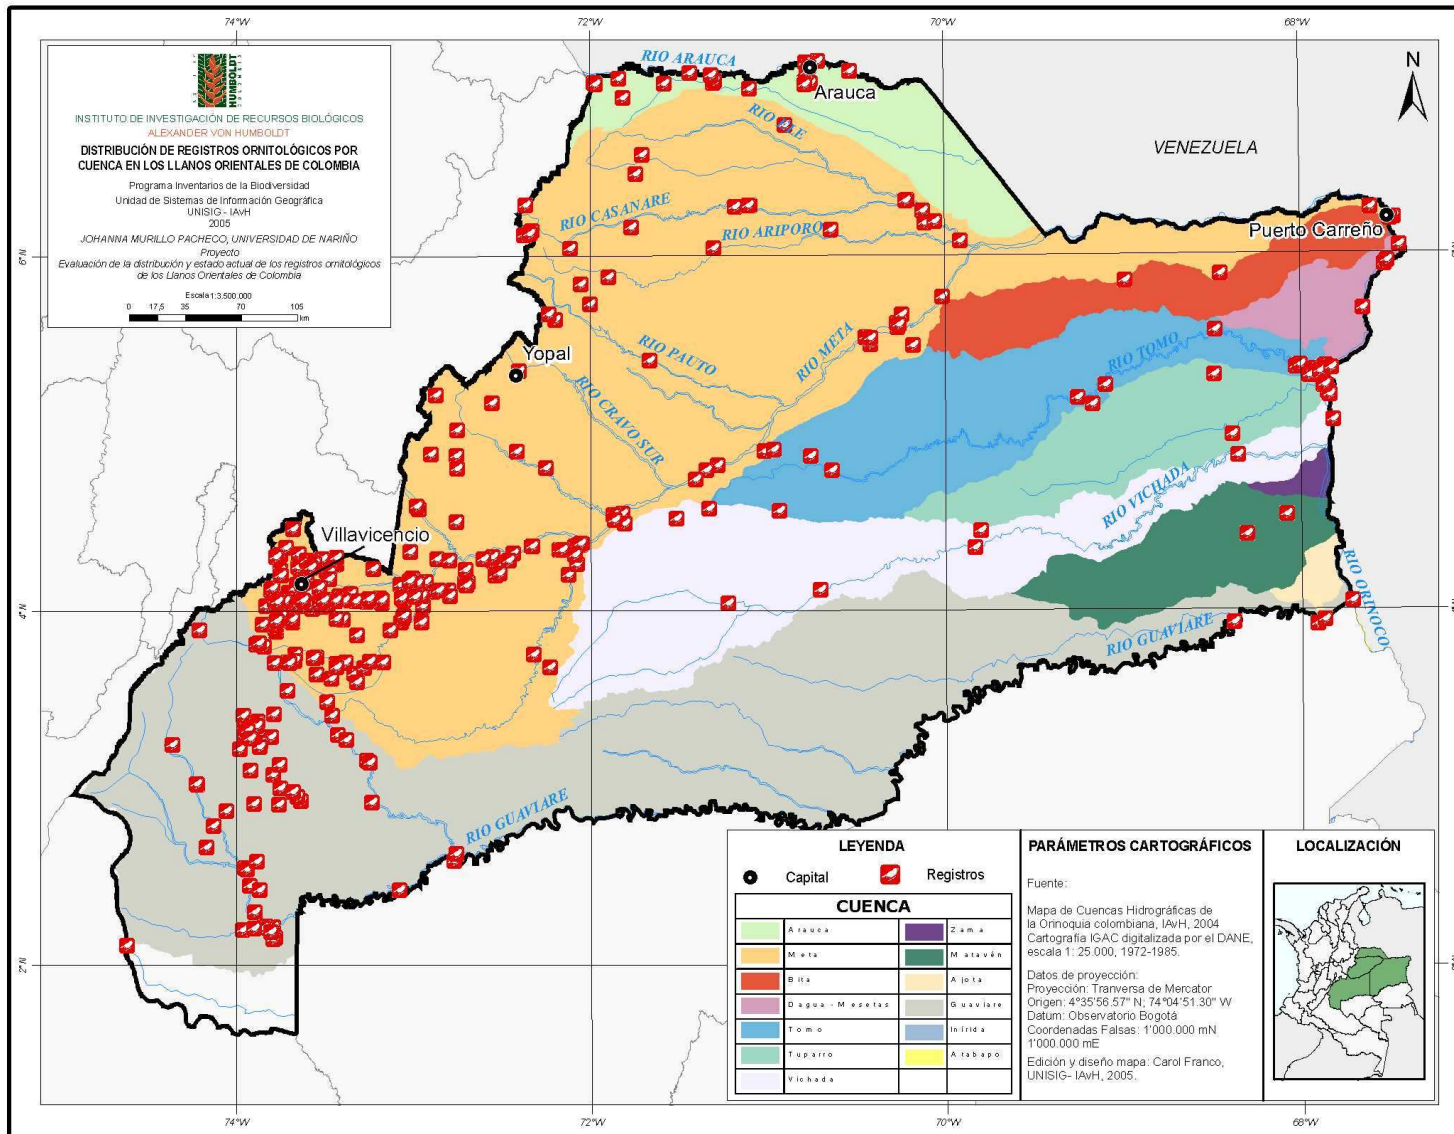 74°W
72°W
70°W
68°W
HUMBOLDT
INSTITUTO DE INVESTIGACIÓN DE RECURSOS BIOLÓGICOS
ALEXANDER VON HUMBOLDT
DISTRIBUCIÓN DE REGISTROS ORNITOLÓGICOS POR
CUENCA EN LOS LLANOS ORIENTALES DE COLOMBIA
Programa Inventarios de la Biodiversidad
Unidad de Sistemas de Información Geográfica
UNISIG - IAvH
2005
JOHANNA MURILLO PACHECO, UNIVERSIDAD DE NARIÑO
Proyecto
Evaluación de la distribución y estado actual de los registros ornitológicos
de los Llanos Orientales de Colombia
Escala 1:3.500.000
0 17,5 35 70 105
km
N
RIO ARAUCA
Arauca
RIO ELE
VENEZUELA
RIO CASANARE
RIO ARIPORO
Puerto Carreño
6°N
Yopal
RIO PAUTO
RIO META
RIO TOMO
RIO CRAVO SUR
RIO VICHADA
Villavicencio
RIO ORINOCO
4°N
RIO GUAVIARE
RIO GUAVIARE
2°N
LEYENDA
Capital
Registros
CUENCA
Arauca
Zama
Meta
Matavén
Bita
Ajota
Dagua - Mesetas
Guaviare
Tomo
Inírida
Tuparro
Atabapo
Vichada
PARÁMETROS CARTOGRÁFICOS
Fuente:
Mapa de Cuencas Hidrográficas de
la Orinoquia colombiana, IAvH, 2004
Cartografía IGAC digitalizada por el DANE,
escala 1: 25.000, 1972-1985.
Datos de proyección:
Proyección: Tranversa de Mercator
Origen: 4°35'56.57" N; 74°04'51.30" W
Datum: Observatorio Bogotá
Coordenadas Falsas: 1'000.000 mN
1'000.000 mE
Edición y diseño mapa: Carol Franco,
UNISIG- IAvH, 2005.
LOCALIZACIÓN
74°W
72°W
70°W
68°W